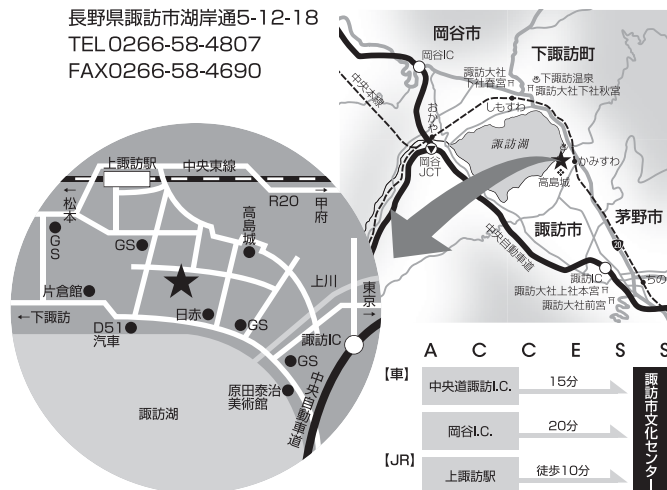 長野県諏訪市湖岸通5-12-18
TEL0266-58-4807
FAX0266-58-4690
岡谷市
岡谷IC
下諏訪町
諏訪大社
下社春宮
下諏訪温泉
諏訪大社下社秋宮
中央本線
おかや
しもすわ
諏訪湖
岡谷
JCT
かみすわ
高島城
茅野市
諏訪市
20
中央自動車道
諏訪IC
諏訪大社上社本宮
諏訪大社前宮
ちの
上諏訪駅
中央東線
←松本
R20
甲府→
GS
GS
高島城
片倉館
上川
東京→
←下諏訪
日赤
GS
D51
汽車
諏訪IC
GS
原田泰治
美術館
中央自動車道
諏訪湖
A C C E S S
【車】
中央道諏訪I.C.
15分
岡谷I.C.
20分
【JR】
上諏訪駅
徒歩10分
諏訪市文化センター